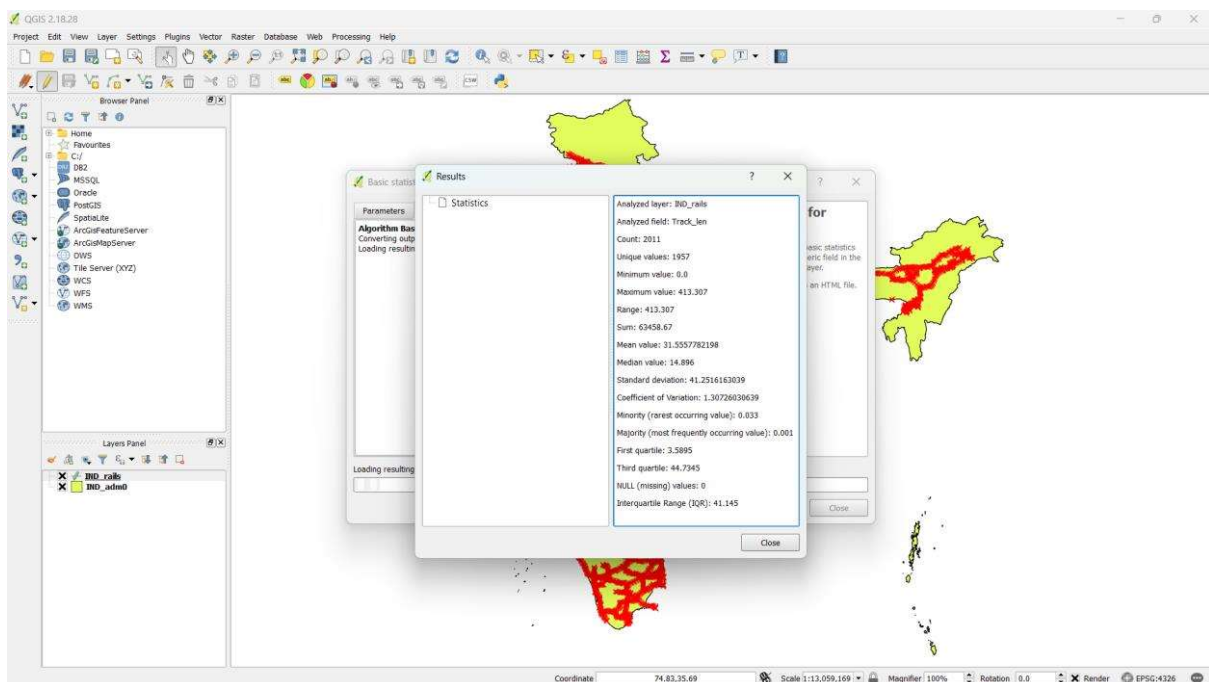 QGIS 2.18.28
Project Edit View Layer Settings Plugins Vector Raster Database Web Processing Help
Browser Panel
Home
Favourites
C:/
DB2
MSSQL
Oracle
PostGIS
SpatiaLite
ArcGisFeatureServer
ArcGisMapServer
OWS
Tile Server (XYZ)
WCS
WFS
WMS
Layers Panel
IND_rails
IND_adm0
Basic statist
Parameters
Algorithm Bas
Converting outp
Loading resultin
Loading resulting
for
basic statistics
eric field in the
ayer.
an HTML file.
Close
Results
Statistics
Analyzed layer: IND_rails
Analyzed field: Track_len
Count: 2011
Unique values: 1957
Minimum value: 0.0
Maximum value: 413.307
Range: 413.307
Sum: 63458.67
Mean value: 31.5557782198
Median value: 14.896
Standard deviation: 41.2516163039
Coefficient of Variation: 1.30726030639
Minority (rarest occurring value): 0.033
Majority (most frequently occurring value): 0.001
First quartile: 3.5895
Third quartile: 44.7345
NULL (missing) values: 0
Interquartile Range (IQR): 41.145
Close
Coordinate 74.83,35.69 Scale 1:13,059,169 Magnifier 100% Rotation 0.0 Render EPSG:4326